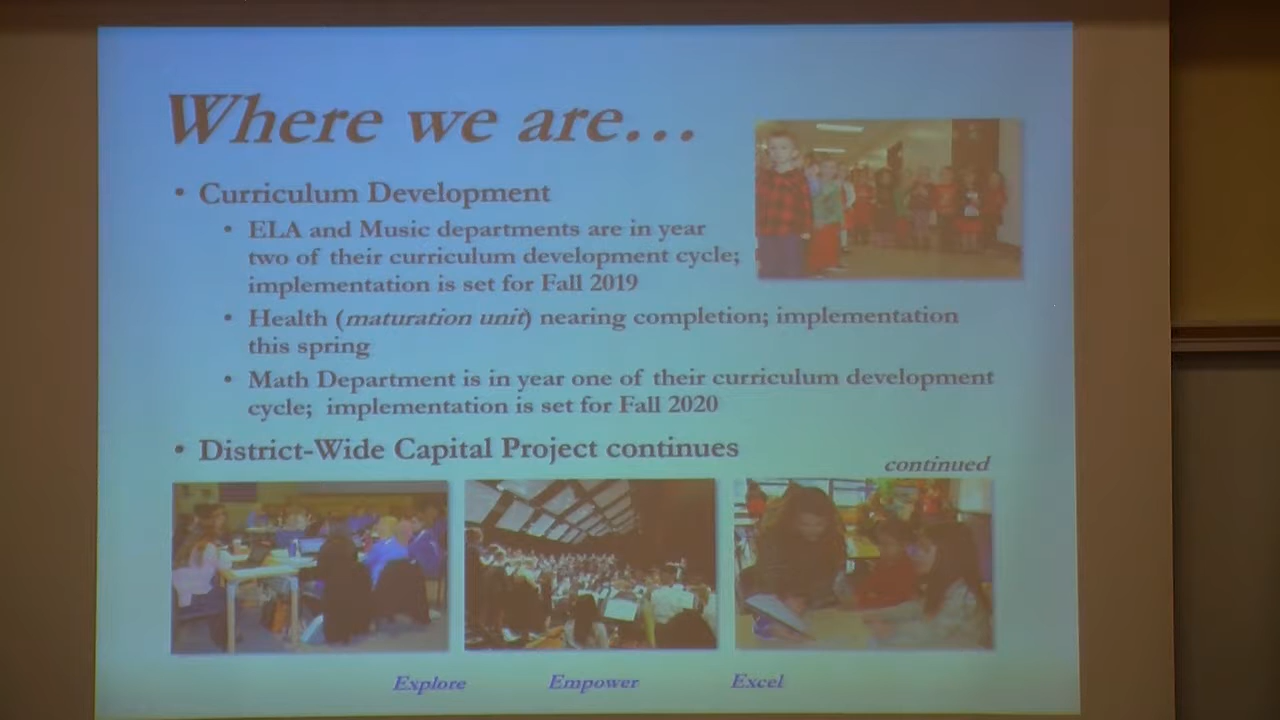 Where we are...
• Curriculum Development
• ELA and Music departments are in year
two of their curriculum development cycle;
implementation is set for Fall 2019
• Health (maturation unit) nearing completion; implementation
this spring
• Math Department is in year one of their curriculum development
cycle; implementation is set for Fall 2020
• District-Wide Capital Project continues
continued
Explore Empower Excel